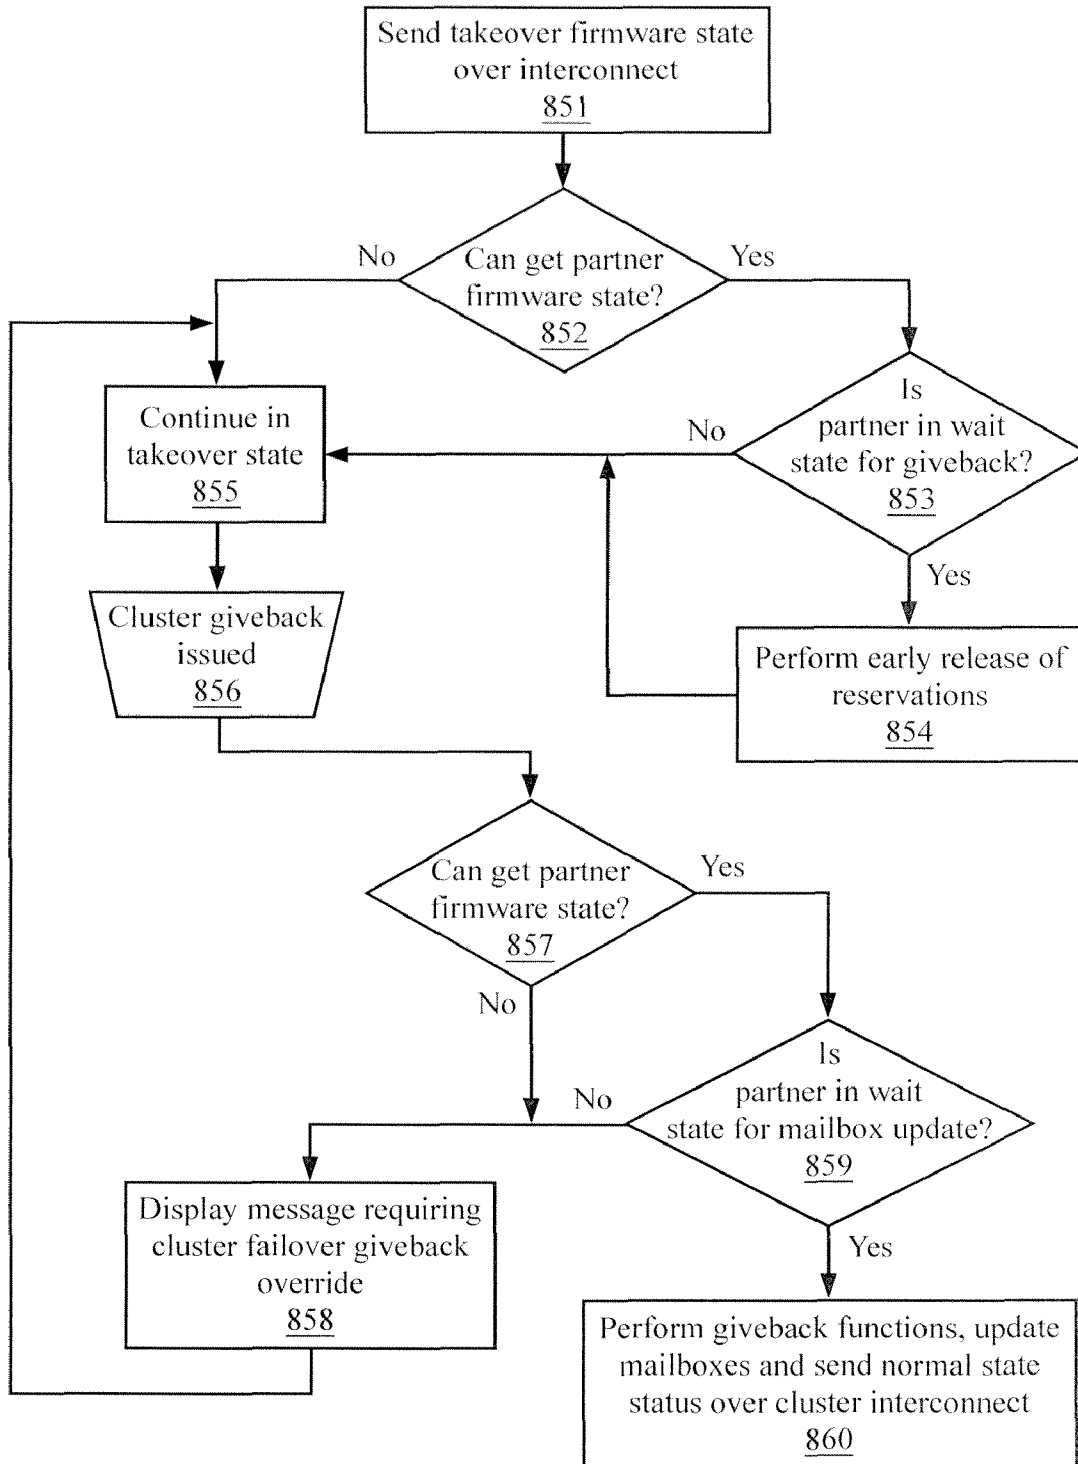 Send takeover firmware state
over interconnect
851
No
Can get partner
firmware state?
852
Yes
Is
partner in wait
state for giveback?
853
No
Continue in
takeover state
855
Yes
Perform early release of
reservations
854
Cluster giveback
issued
856
Can get partner
firmware state?
857
Yes
No
Is
partner in wait
state for mailbox update?
859
No
Display message requiring
cluster failover giveback
override
858
Yes
Perform giveback functions, update
mailboxes and send normal state
status over cluster interconnect
860